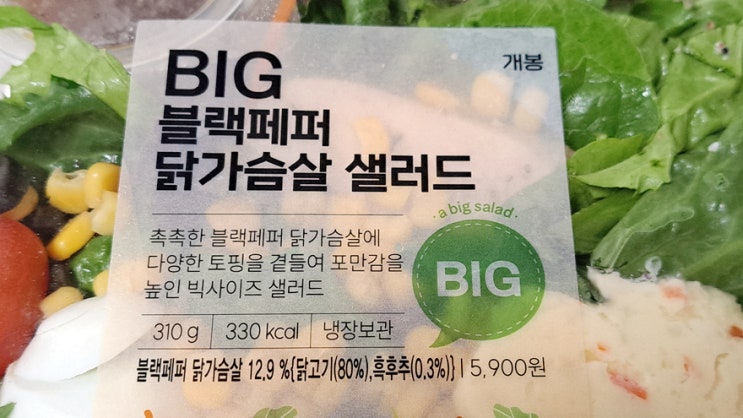 BIG
개봉
블랙페퍼
닭가슴살 샐러드
a big salad
촉촉한 블랙페퍼 닭가슴살에
다양한 토핑을 곁들여 포만감을
높인 빅사이즈 샐러드
BIG
310 g | 330 kcal | 냉장보관
블랙페퍼 닭가슴살 12.9 %{닭고기(80%),흑후추(0.3%)} | 5,900원